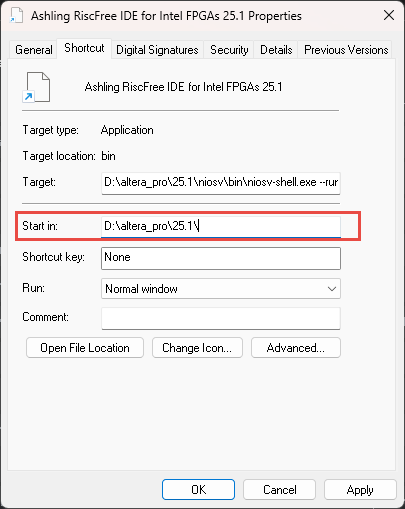 Ashling RiscFree IDE for Intel FPGAs 25.1 Properties
General Shortcut Digital Signatures Security Details Previous Versions
Ashling RiscFree IDE for Intel FPGAs 25.1
Target type: Application
Target location: bin
Target: D:\altera_pro\25.1\niosv\bin\niosv-shell.exe --run
Start in: D:\altera_pro\25.1\
Shortcut key: None
Run: Normal window
Comment:
Open File Location Change Icon... Advanced...
OK Cancel Apply